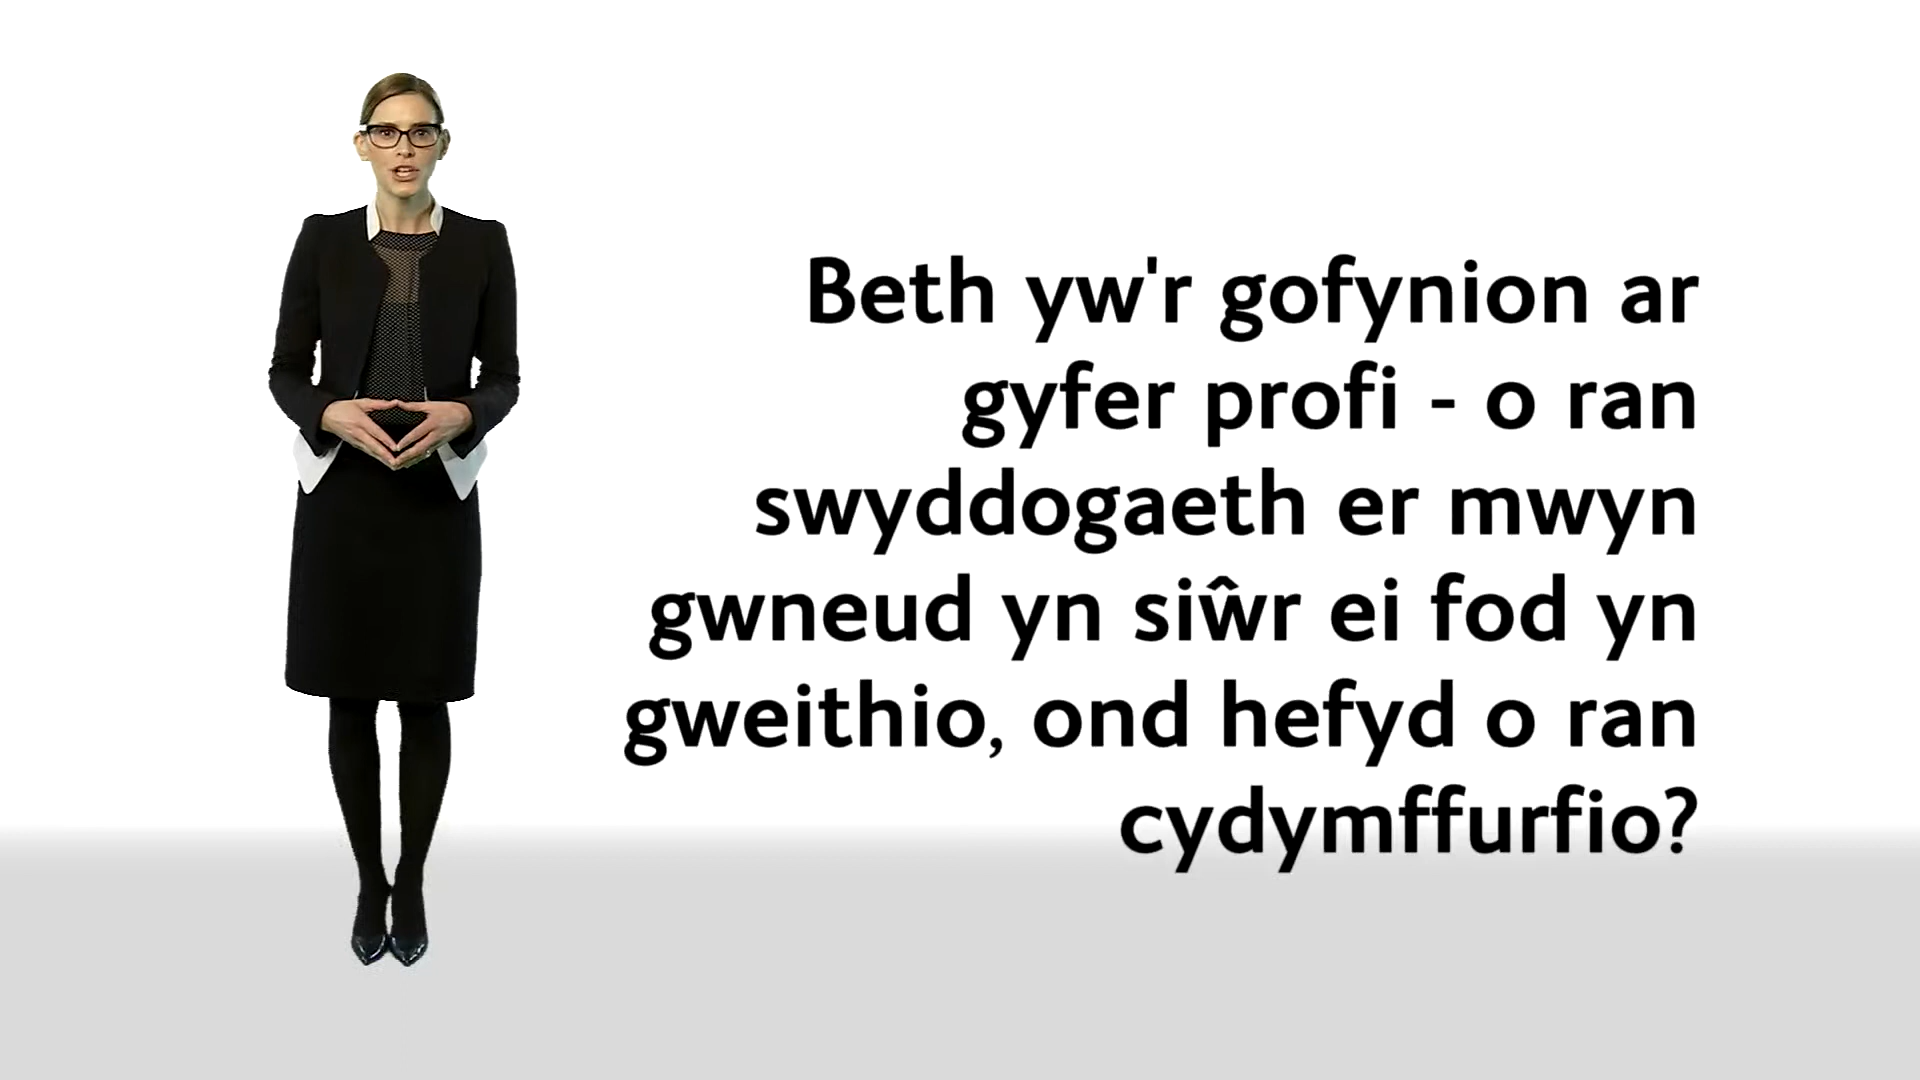 Beth yw'r gofynion ar
gyfer profi - o ran
swyddogaeth er mwyn
gwneud yn siŵr ei fod yn
gweithio, ond hefyd o ran
cydymffurfio?